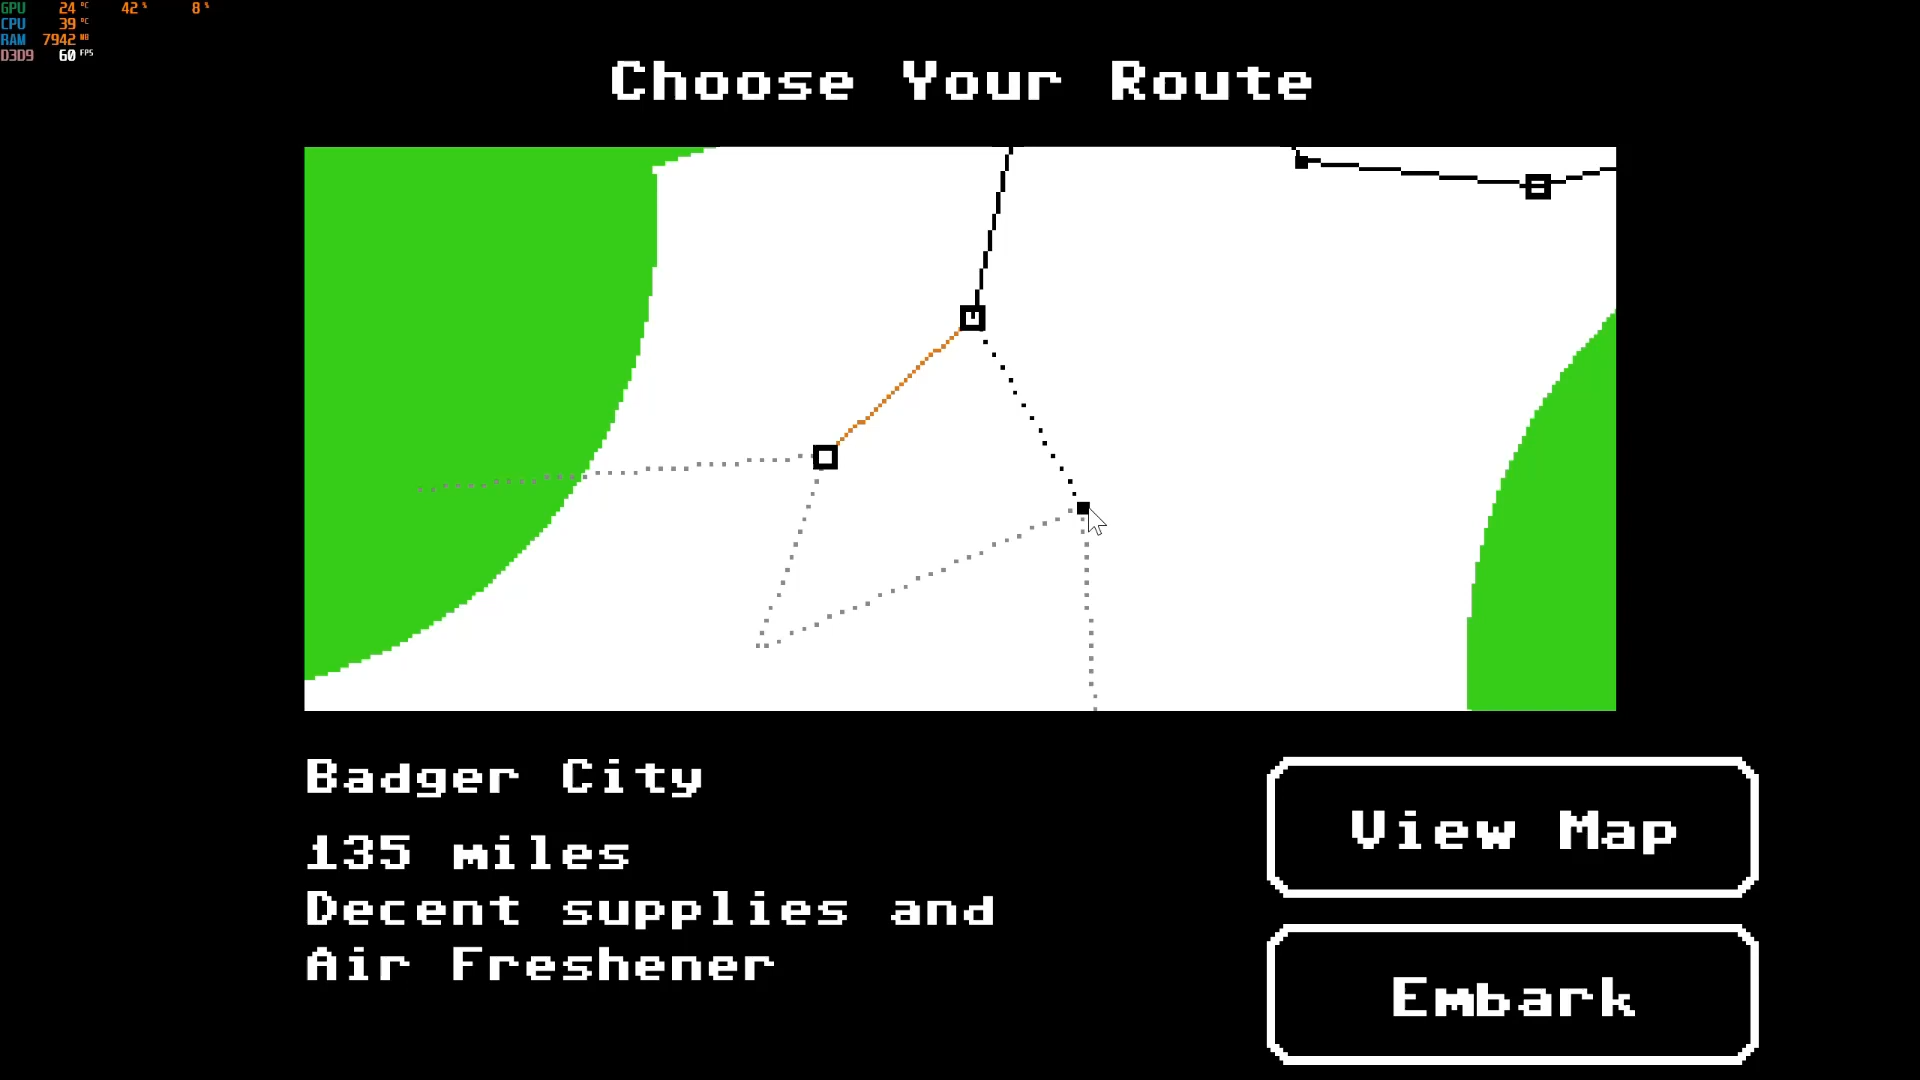 GPU 24 °C 42 % 8 %
CPU 39 °C
RAM 7942 MB
D3D9 60 FPS
Choose Your Route
Badger City
135 miles
Decent supplies and
Air Freshener
View Map
Embark